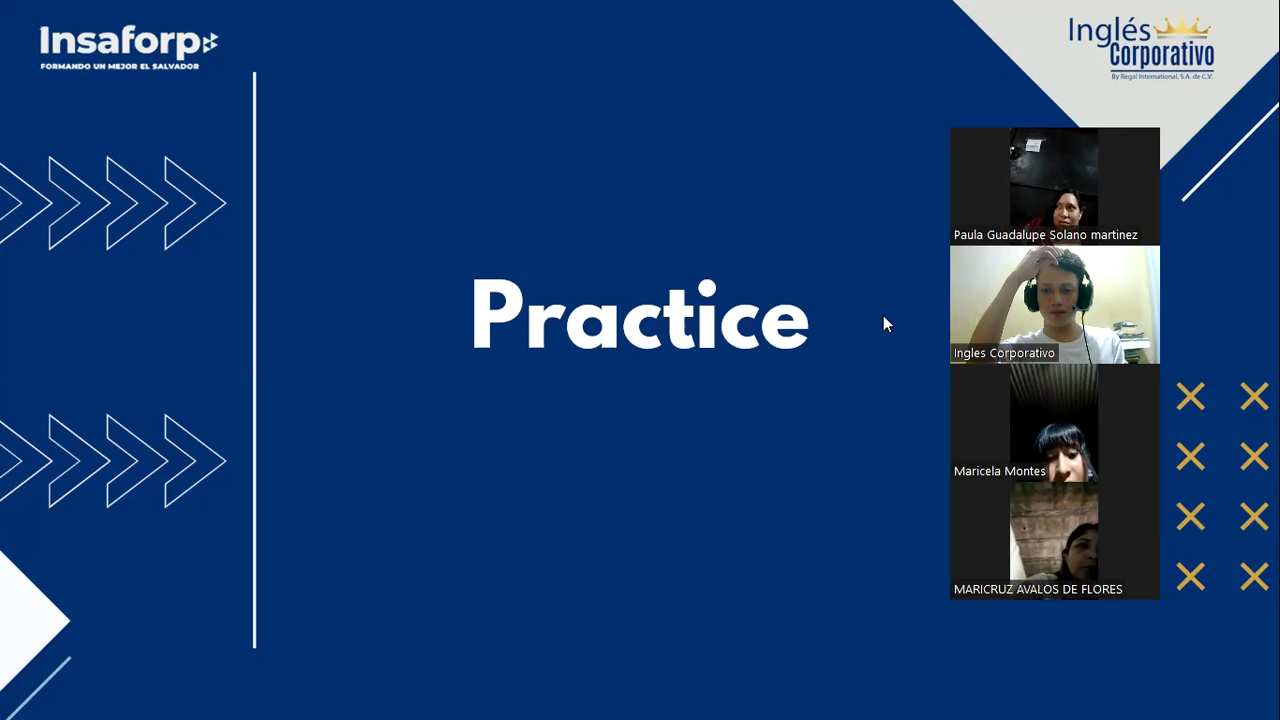 Insaforp
FORMANDO UN MEJOR EL SALVADOR
Inglés
Corporativo
By Regal International, S.A. de C.V.
Practice
Paula Guadalupe Solano martinez
Ingles Corporativo
Maricela Montes
MARICRUZ AVALOS DE FLORES